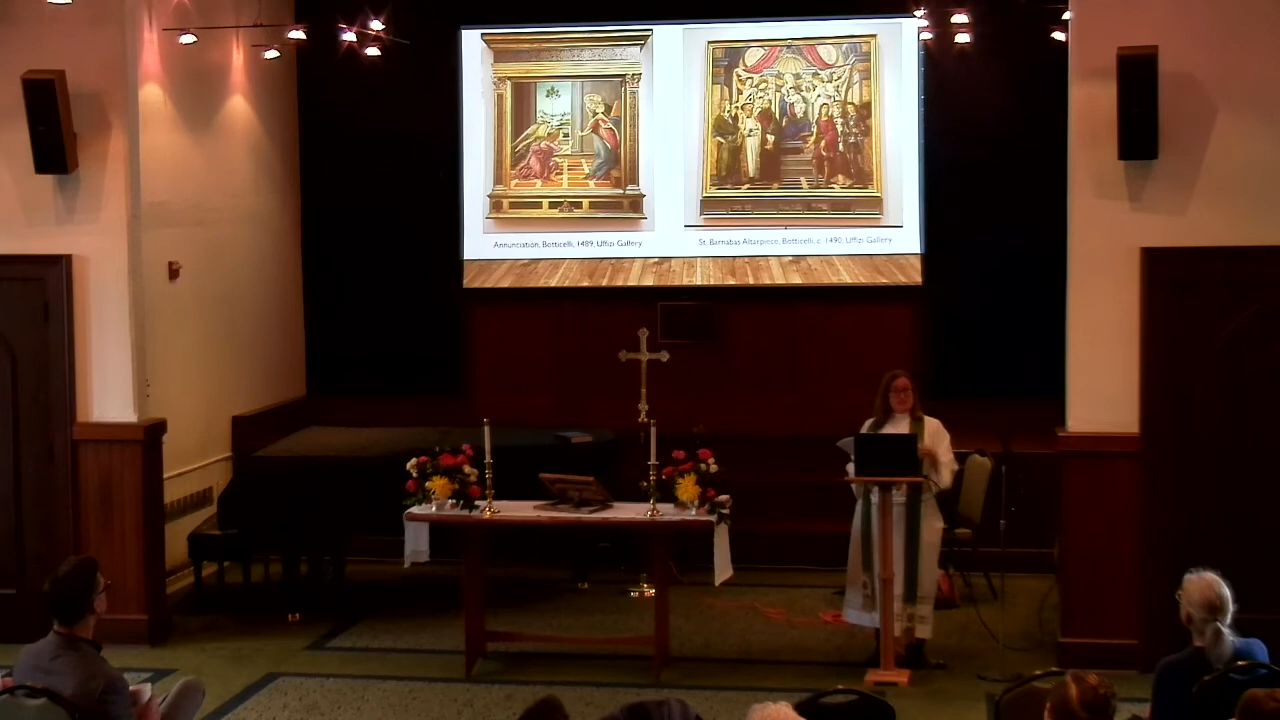 Annunciation, Botticelli, 1489, Uffizi Gallery
St. Barnabas Altarpiece, Botticelli, c. 1490, Uffizi Gallery